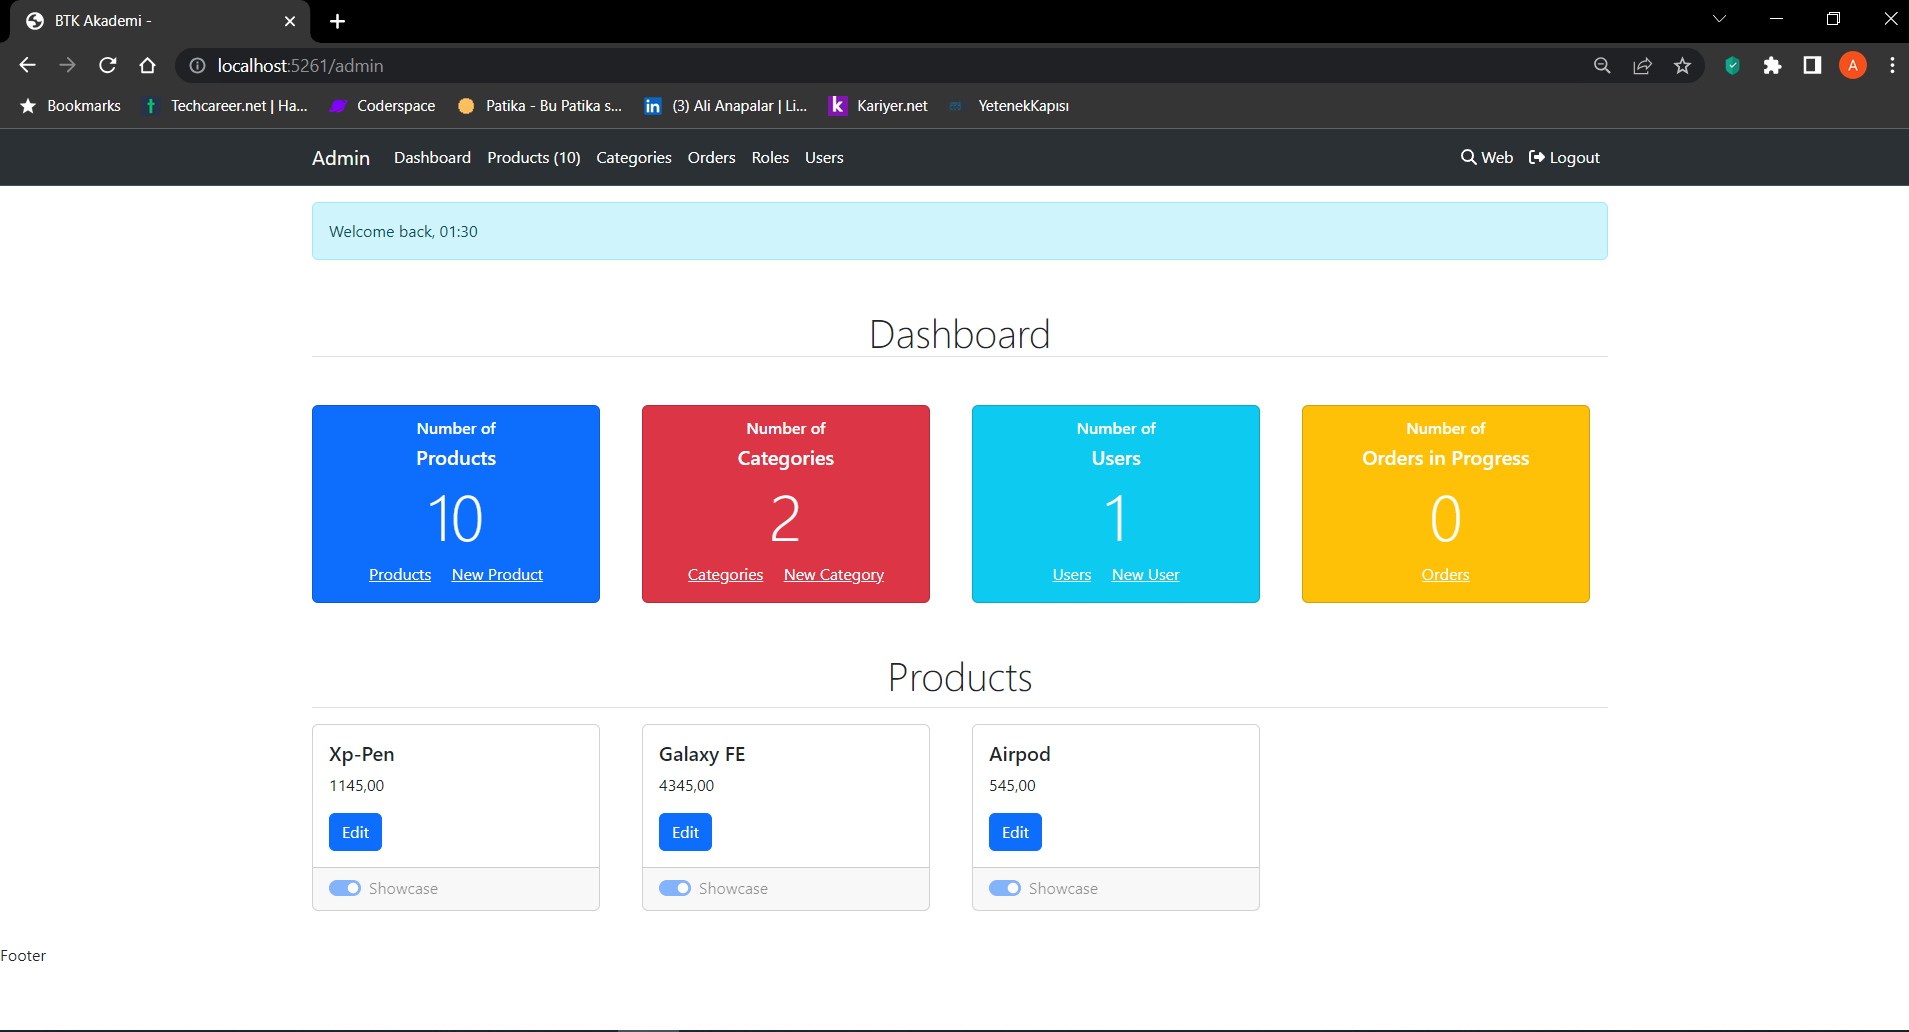 BTK Akademi -
localhost:5261/admin
A
Bookmarks Techcareer.net | Ha... Coderspace Patika - Bu Patika s... in (3) Ali Anapalar | Li... k Kariyer.net YetenekKapısı
Admin Dashboard Products (10) Categories Orders Roles Users Web Logout
Welcome back, 01:30
Dashboard
Number of
Products
10
Products New Product
Number of
Categories
2
Categories New Category
Number of
Users
1
Users New User
Number of
Orders in Progress
0
Orders
Products
Xp-Pen
1145,00
Edit
Showcase
Galaxy FE
4345,00
Edit
Showcase
Airpod
545,00
Edit
Showcase
Footer